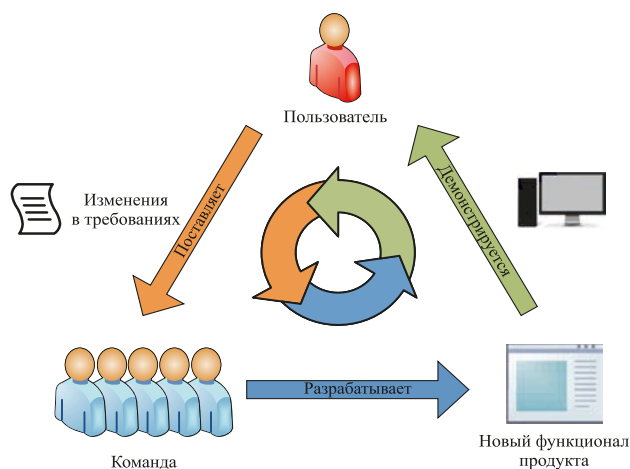 Пользователь
Изменения
в требованиях
Поставляет
Демонстрируется
Разрабатывает
Команда
Новый функционал
продукта